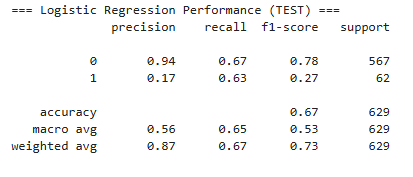 === Logistic Regression Performance (TEST) ===
precision recall f1-score support
0 0.94 0.67 0.78 567
1 0.17 0.63 0.27 62
accuracy 0.67 629
macro avg 0.56 0.65 0.53 629
weighted avg 0.87 0.67 0.73 629